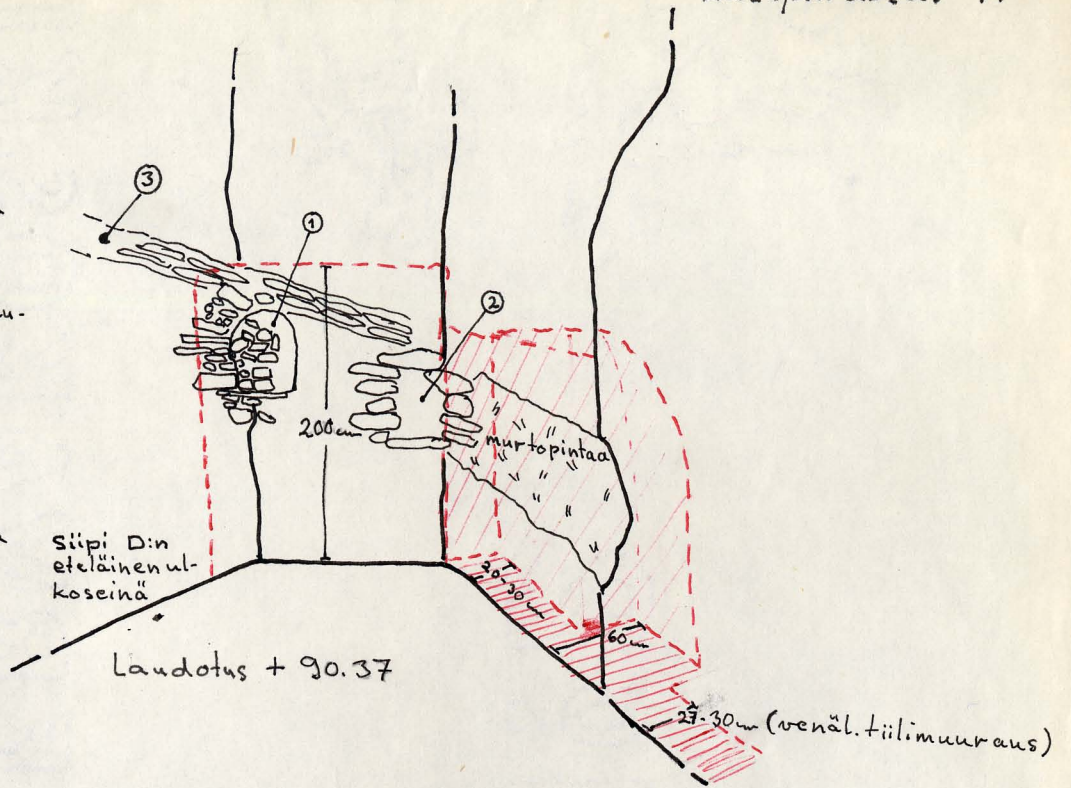 ③
①
u-
②
200cm
murtopintaa
Siipi D:n
eteläinen ul-
koseinä
20-30cm
60cm
Laudotus + 90.37
27-30cm (venäl. tiilimuuraus)